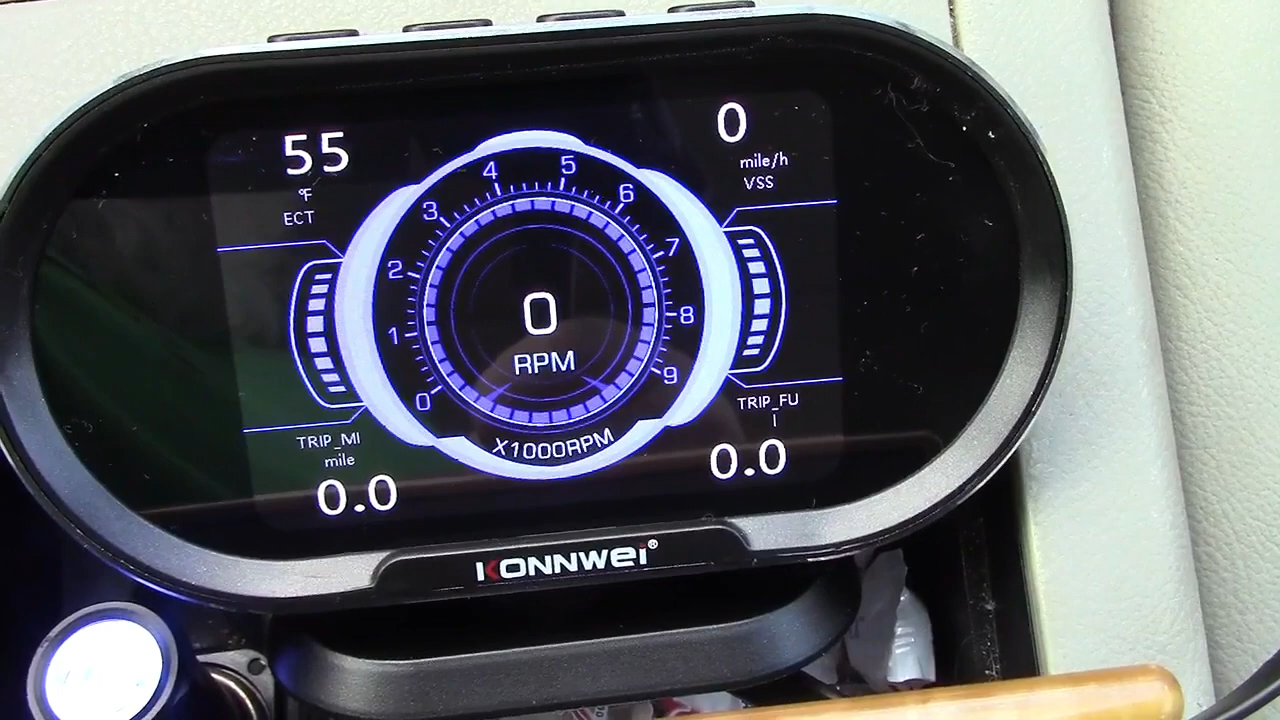 55
°F
ECT
0
mile/h
VSS
0
1
2
3
4
5
6
7
8
9
0
RPM
X1000RPM
TRIP_MI
mile
0.0
TRIP_FU
l
0.0
KONNWEI®